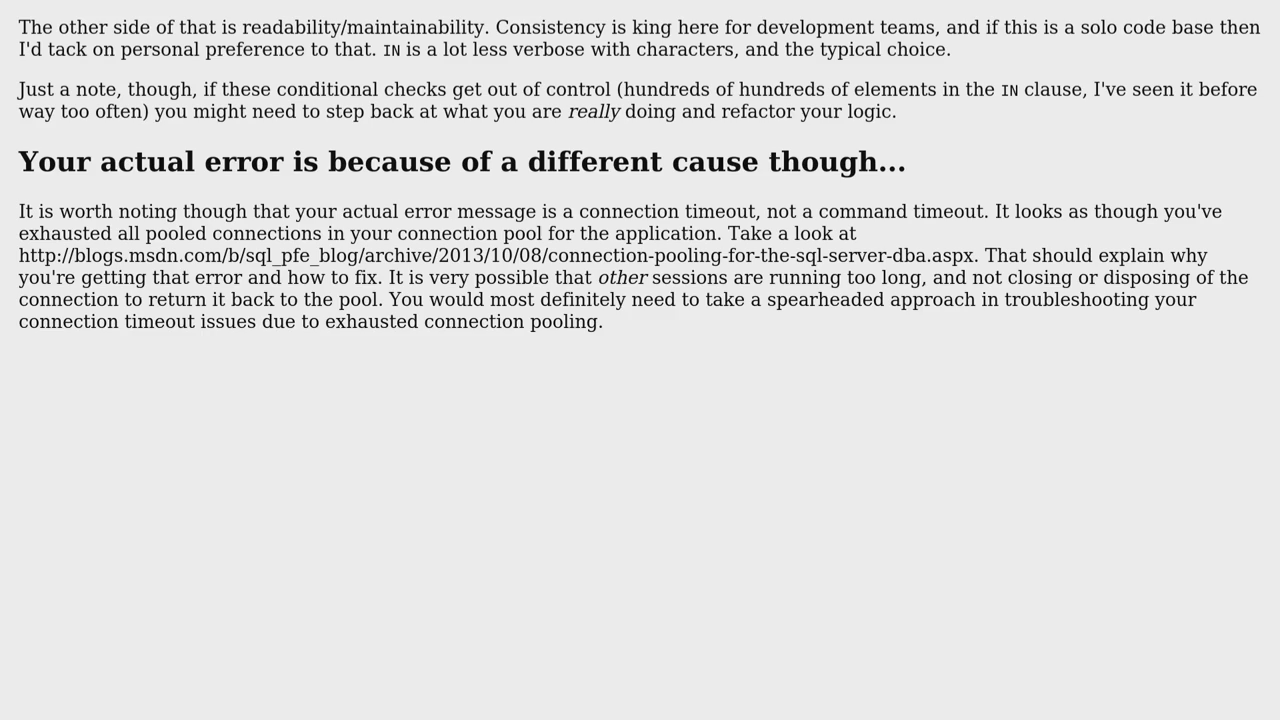 The other side of that is readability/maintainability. Consistency is king here for development teams, and if this is a solo code base then
I'd tack on personal preference to that. IN is a lot less verbose with characters, and the typical choice.
Just a note, though, if these conditional checks get out of control (hundreds of hundreds of elements in the IN clause, I've seen it before
way too often) you might need to step back at what you are really doing and refactor your logic.
Your actual error is because of a different cause though...
It is worth noting though that your actual error message is a connection timeout, not a command timeout. It looks as though you've
exhausted all pooled connections in your connection pool for the application. Take a look at
http://blogs.msdn.com/b/sql_pfe_blog/archive/2013/10/08/connection-pooling-for-the-sql-server-dba.aspx. That should explain why
you're getting that error and how to fix. It is very possible that other sessions are running too long, and not closing or disposing of the
connection to return it back to the pool. You would most definitely need to take a spearheaded approach in troubleshooting your
connection timeout issues due to exhausted connection pooling.